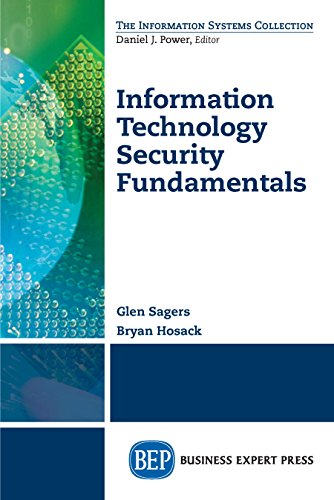 The Information Systems Collection
Daniel J. Power, Editor
Information
Technology
Security
Fundamentals
Glen Sagers
Bryan Hosack
BEP
BUSINESS EXPERT PRESS